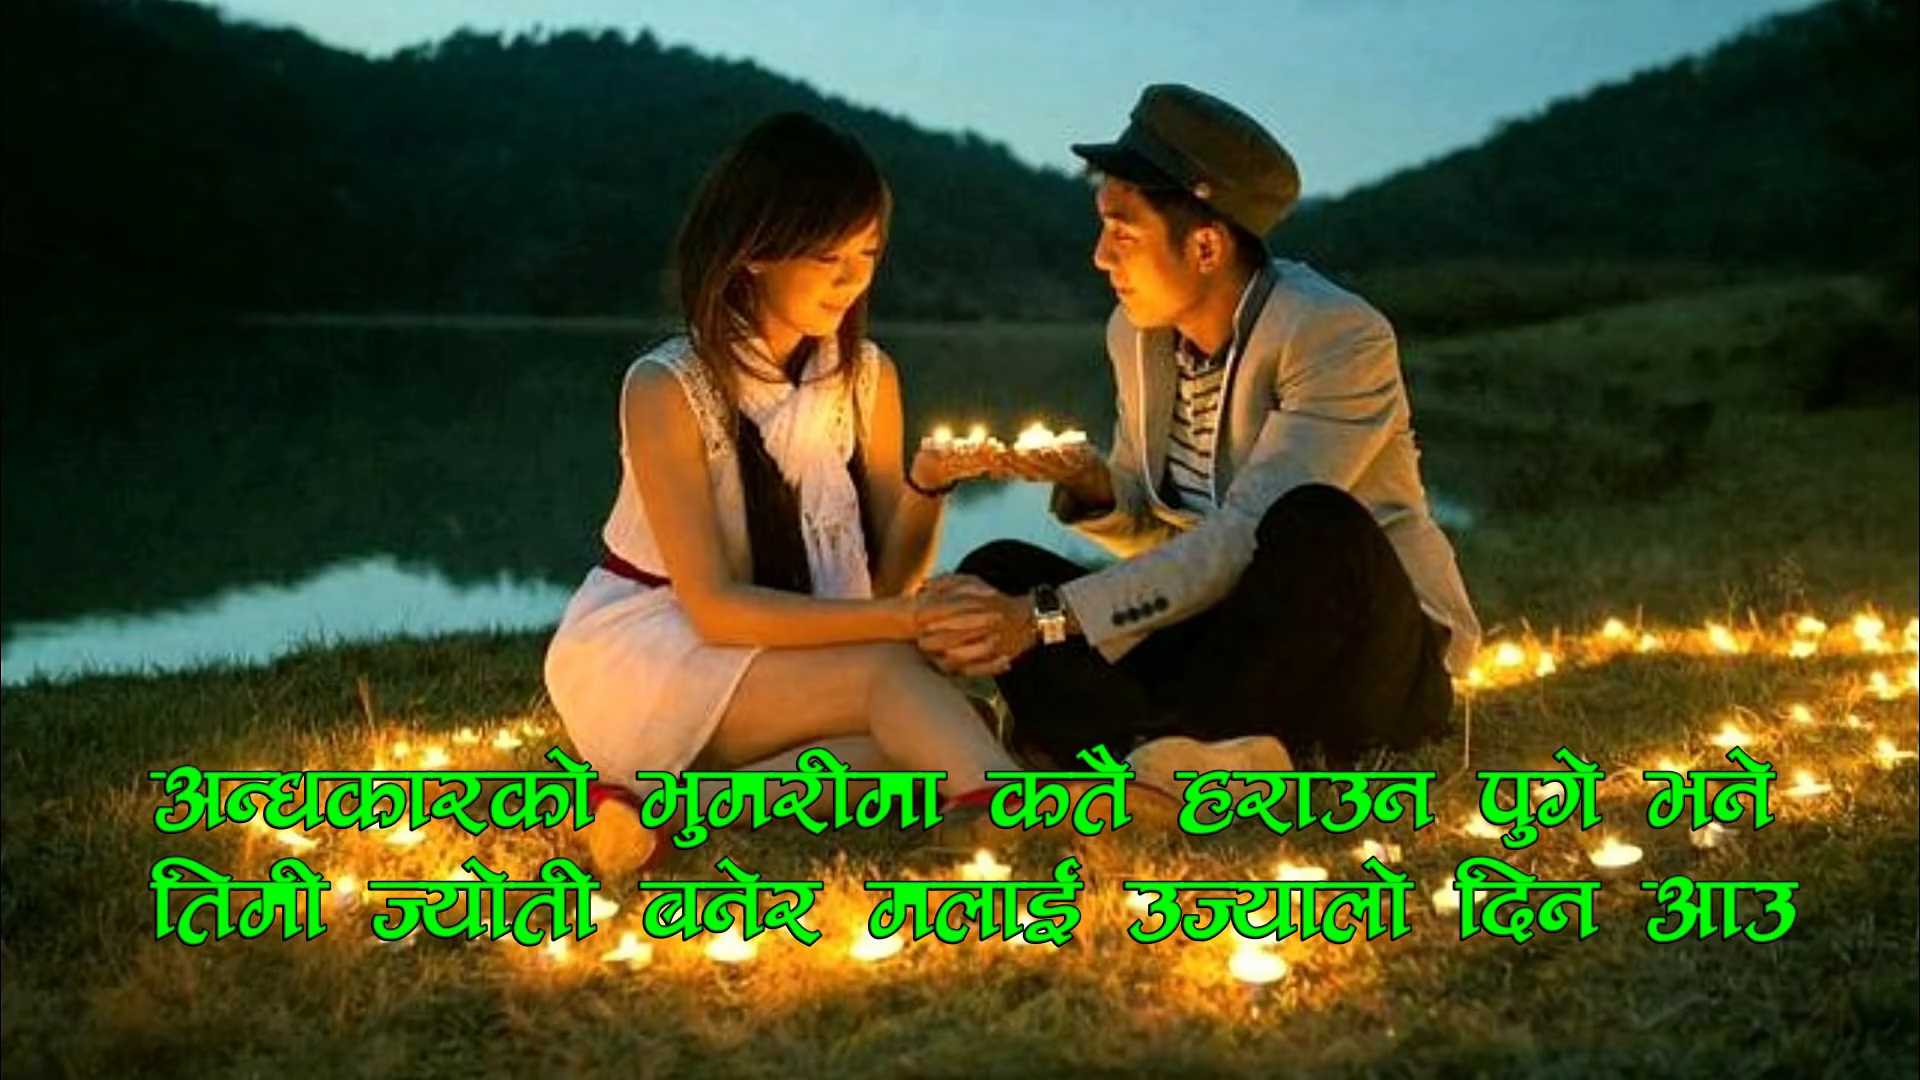 अन्धकारको भुमरीमा कतै हराउन पुगे भने
तिमी ज्योती बनेर मलाई उज्यालो दिन आउ